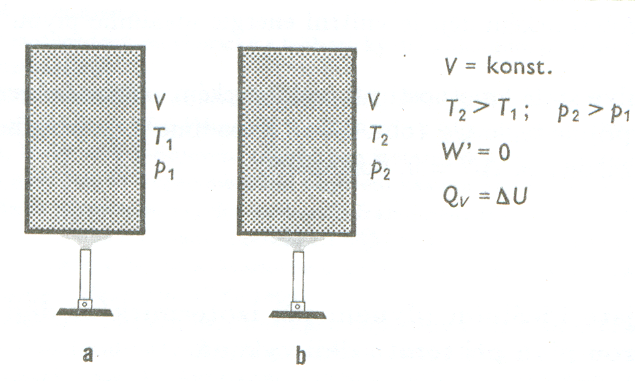 V
T₁
p₁
V
T₂
p₂
V = konst.
T₂ > T₁ ; p₂ > p₁
W' = 0
Qᵥ = ΔU
a
b